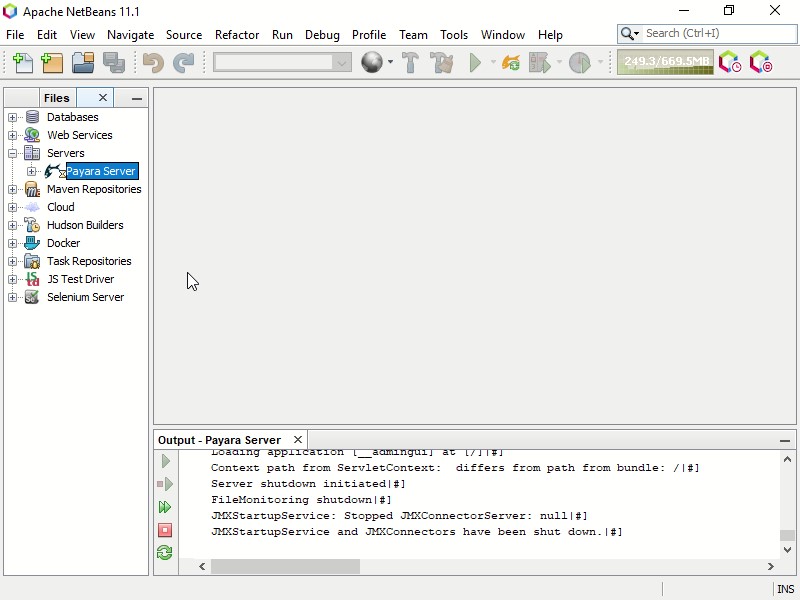 Apache NetBeans 11.1
File Edit View Navigate Source Refactor Run Debug Profile Team Tools Window Help
Search (Ctrl+I)
249.3/669.5MB
Files
Databases
Web Services
Servers
Payara Server
Maven Repositories
Cloud
Hudson Builders
Docker
Task Repositories
JS Test Driver
Selenium Server
Output - Payara Server
Loading application [__admingui] at [/]|#]
Context path from ServletContext:  differs from path from bundle: /|#]
Server shutdown initiated|#]
FileMonitoring shutdown|#]
JMXStartupService: Stopped JMXConnectorServer: null|#]
JMXStartupService and JMXConnectors have been shut down.|#]
INS